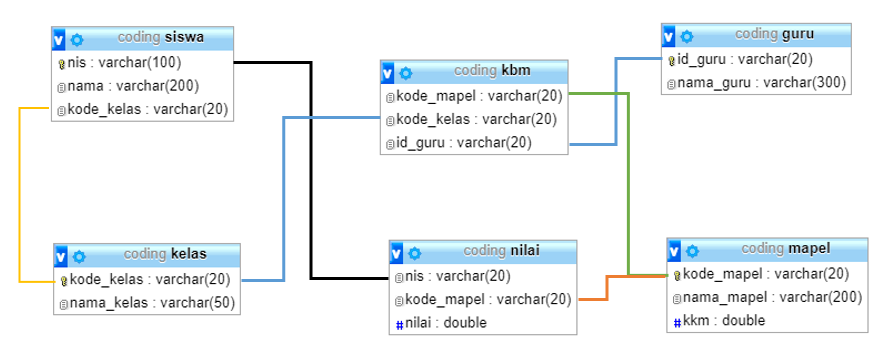 coding siswa
nis : varchar(100)
nama : varchar(200)
kode_kelas : varchar(20)
coding kbm
kode_mapel : varchar(20)
kode_kelas : varchar(20)
id_guru : varchar(20)
coding guru
id_guru : varchar(20)
nama_guru : varchar(300)
coding kelas
kode_kelas : varchar(20)
nama_kelas : varchar(50)
coding nilai
nis : varchar(20)
kode_mapel : varchar(20)
#nilai : double
coding mapel
kode_mapel : varchar(20)
nama_mapel : varchar(200)
#kkm : double